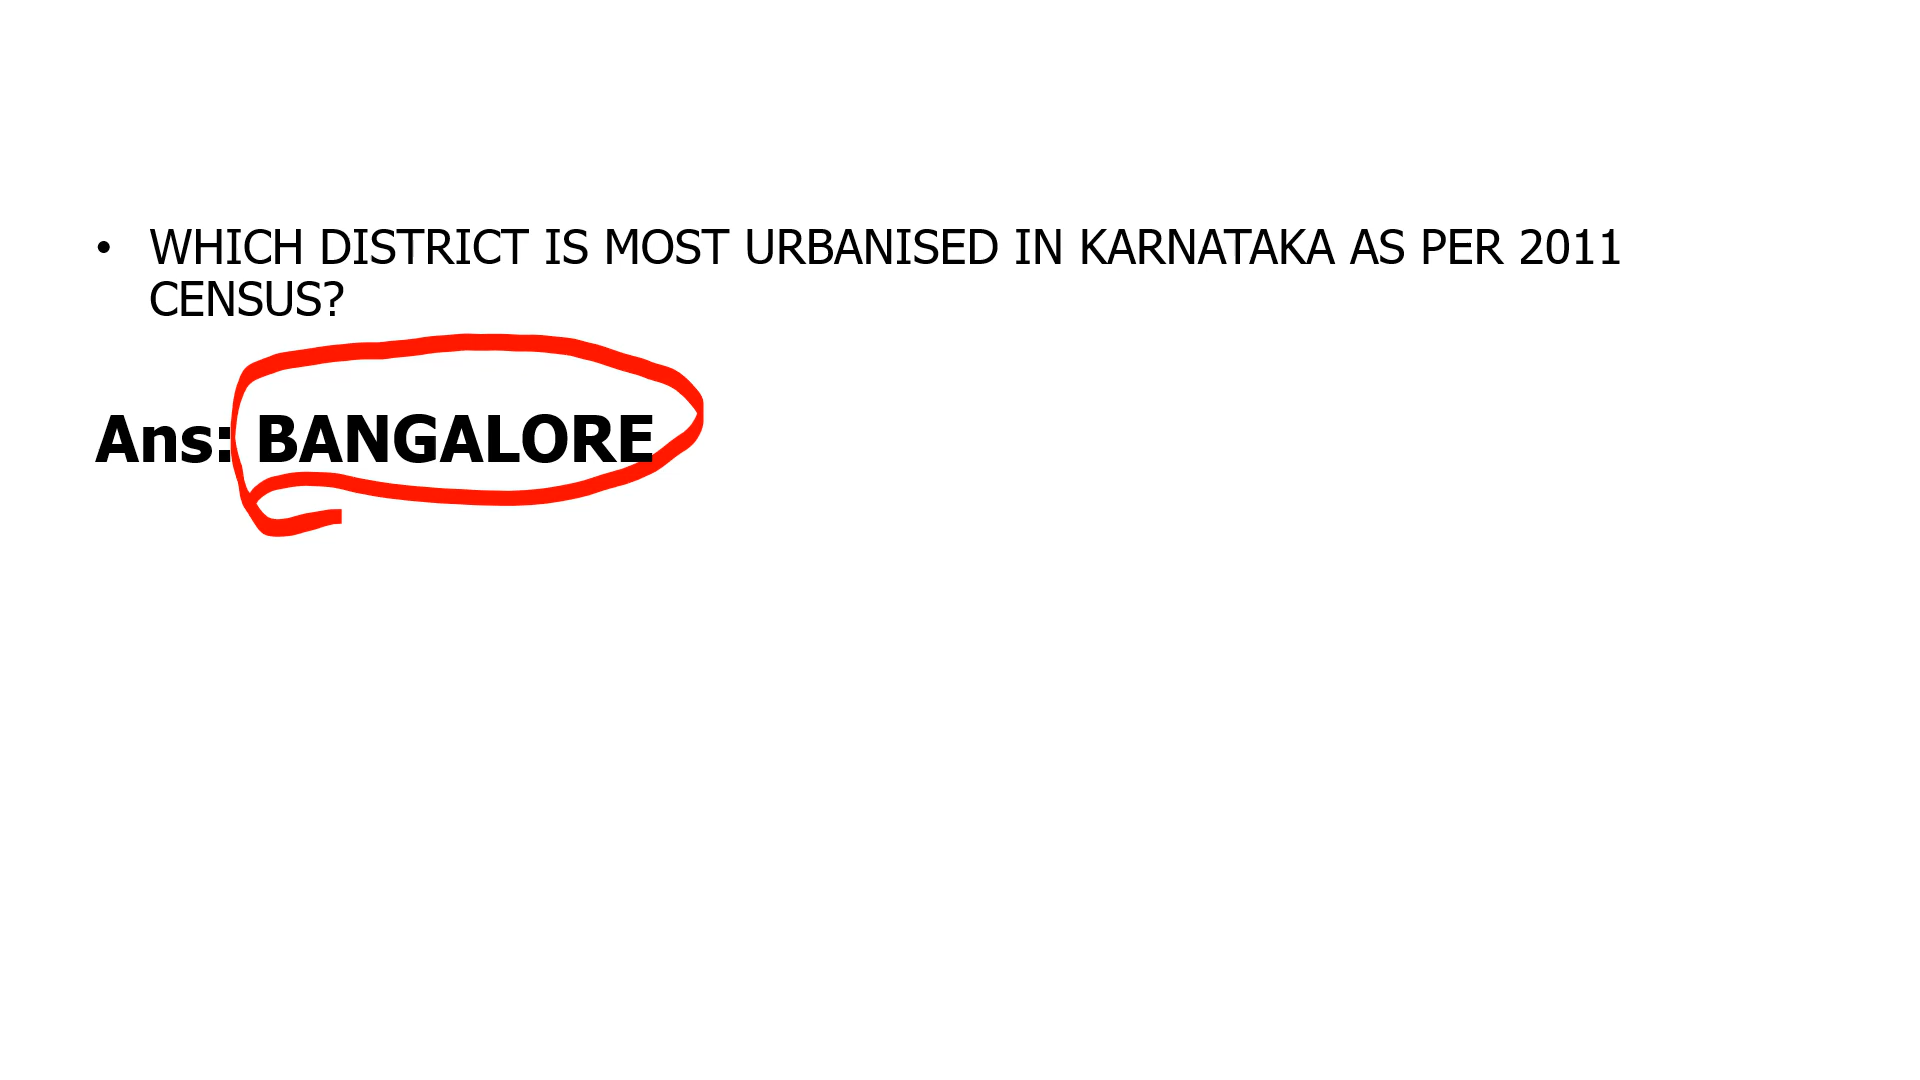 • WHICH DISTRICT IS MOST URBANISED IN KARNATAKA AS PER 2011
CENSUS?
Ans: BANGALORE